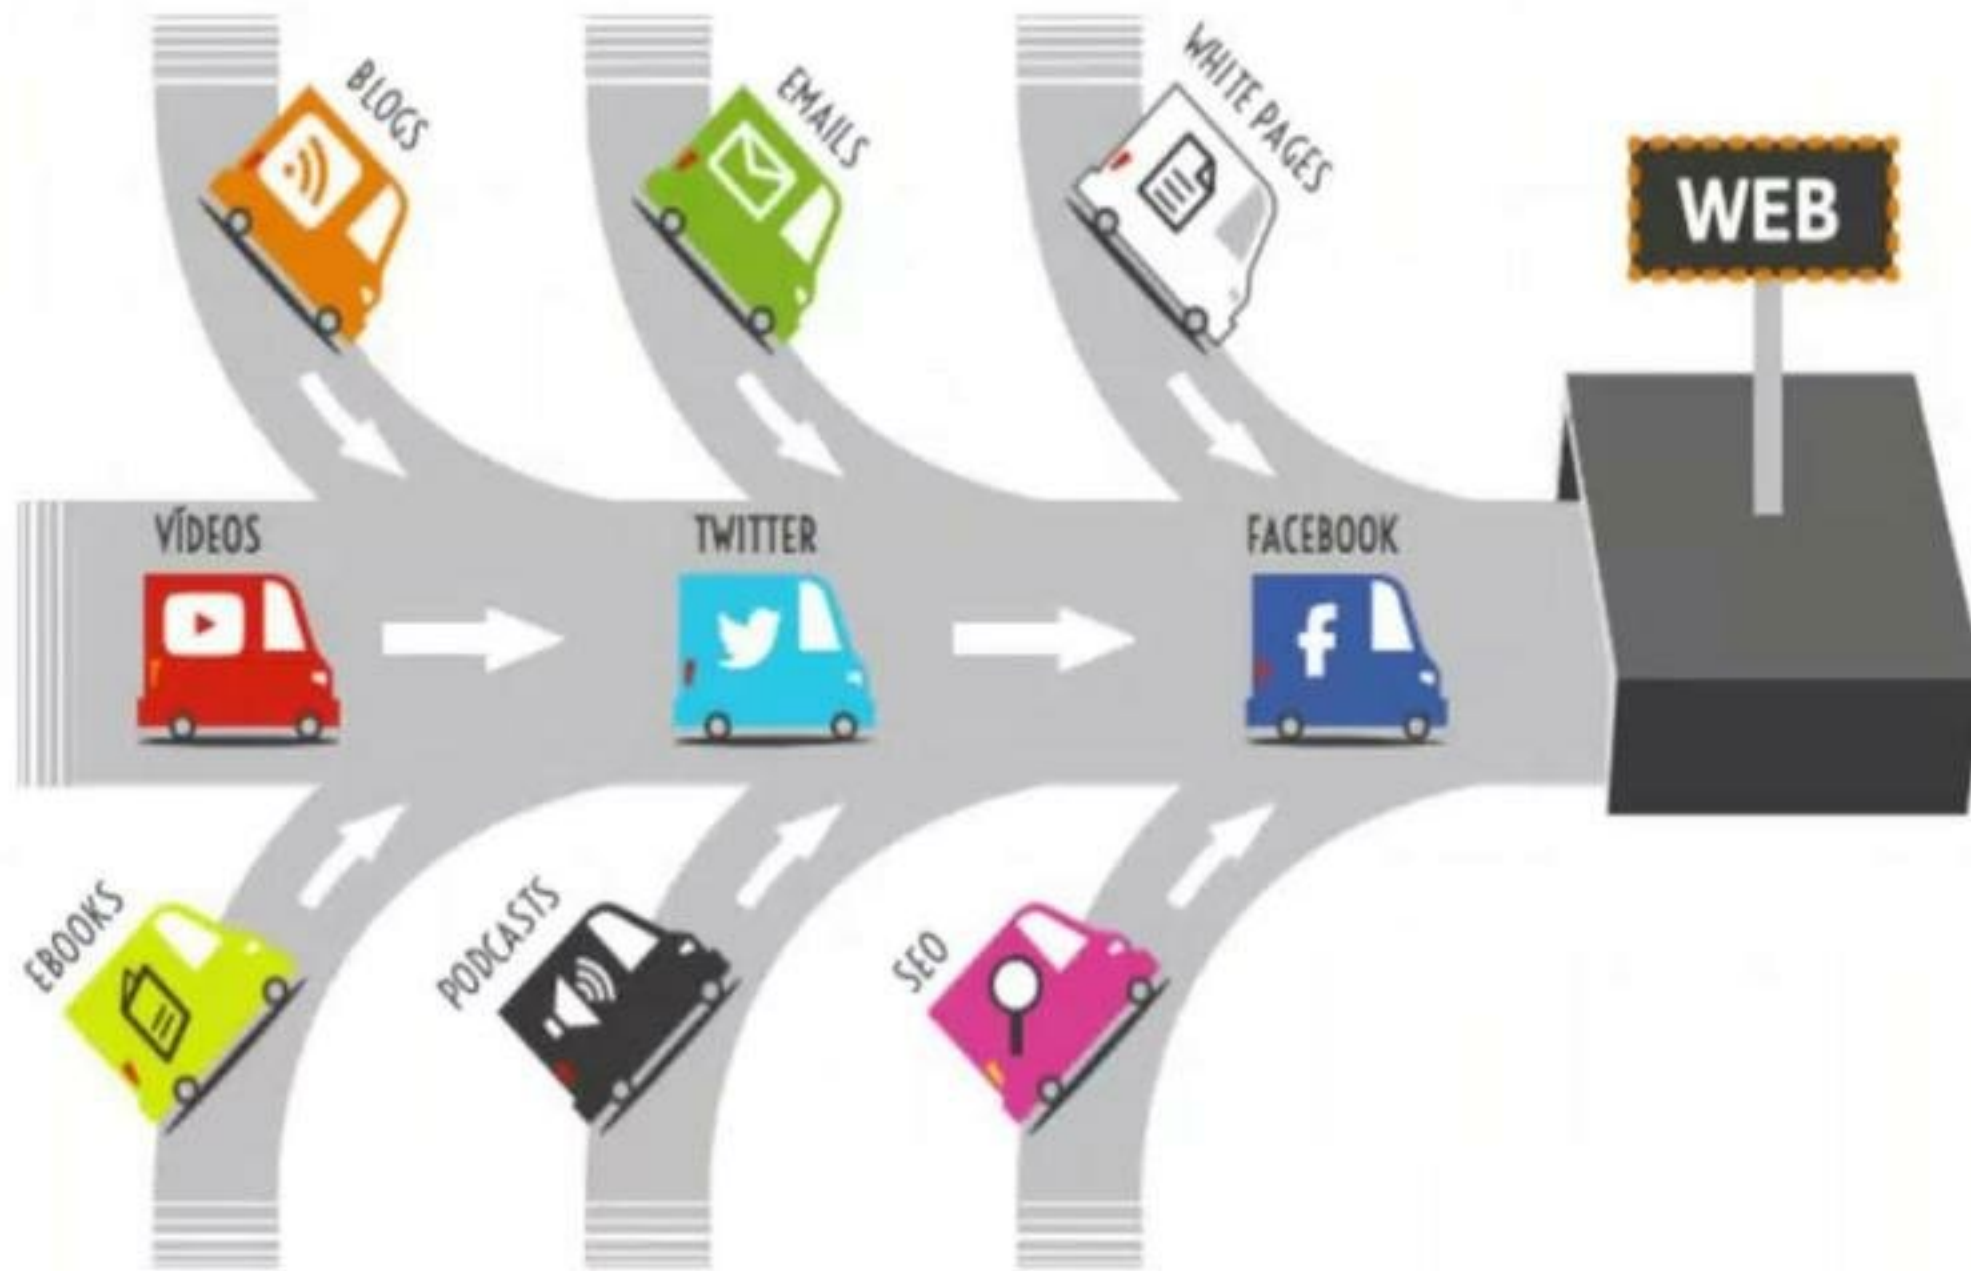 BLOGS
EMAILS
WHITE PAGES
WEB
VÍDEOS
TWITTER
FACEBOOK
EBOOKS
PODCASTS
SEO